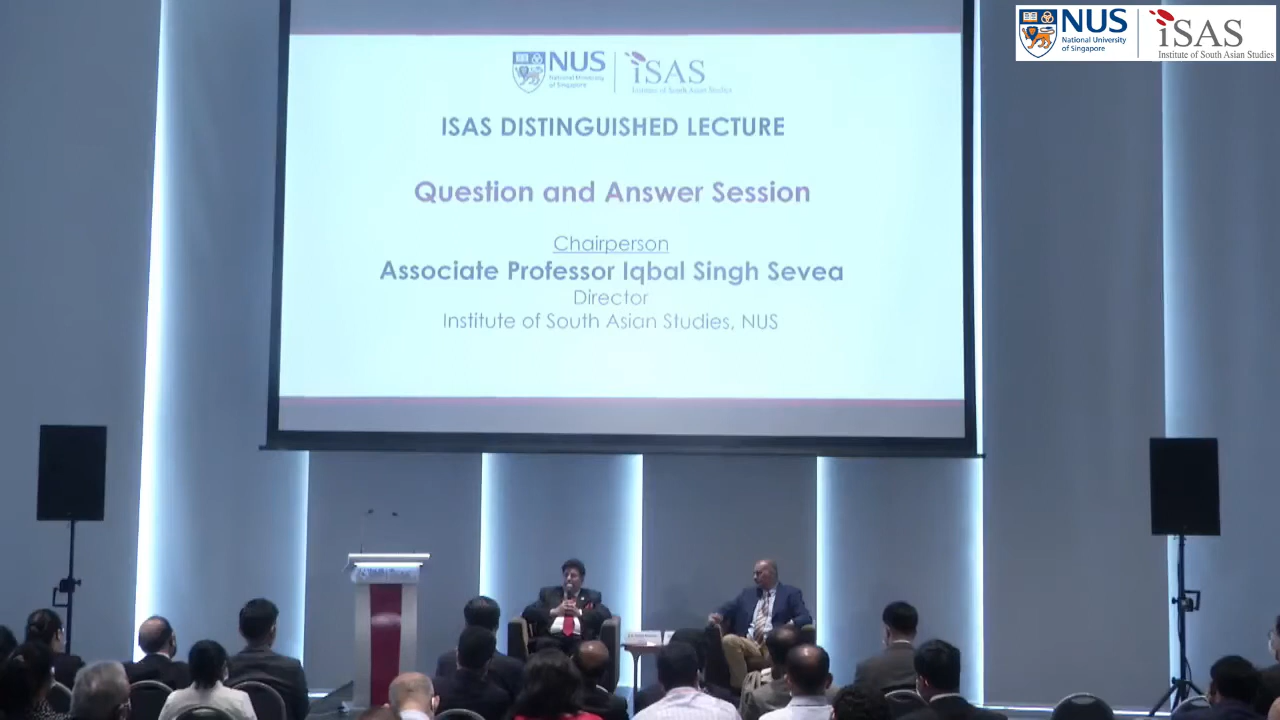 NUS
National University
of Singapore
iSAS
Institute of South Asian Studies
NUS
National University
of Singapore
iSAS
Institute of South Asian Studies
ISAS DISTINGUISHED LECTURE
Question and Answer Session
Chairperson
Associate Professor Iqbal Singh Sevea
Director
Institute of South Asian Studies, NUS